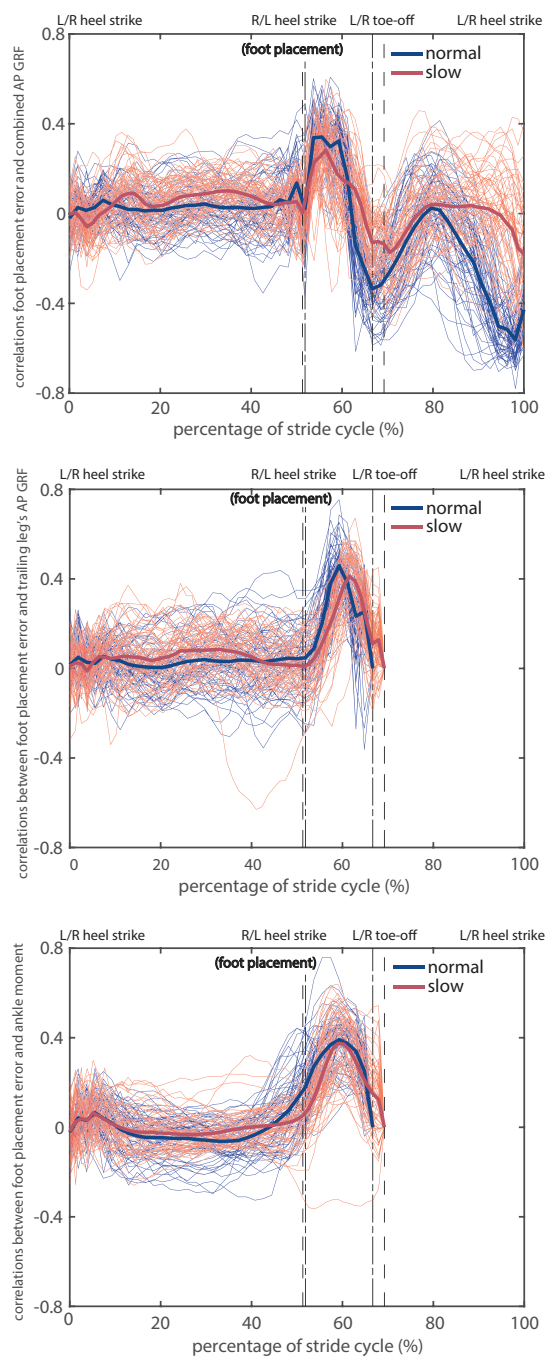 L/R heel strike R/L heel strike L/R toe-off L/R heel strike
(foot placement)
normal
slow
correlations foot placement error and combined AP GRF
0.8
0.4
0
-0.4
-0.8
0 20 40 60 80 100
percentage of stride cycle (%)
L/R heel strike R/L heel strike L/R toe-off L/R heel strike
(foot placement)
normal
slow
correlations between foot placement error and trailing leg's AP GRF
0.8
0.4
0
-0.4
-0.8
0 20 40 60 80 100
percentage of stride cycle (%)
L/R heel strike R/L heel strike L/R toe-off L/R heel strike
(foot placement)
normal
slow
correlations between foot placement error and ankle moment
0.8
0.4
0
-0.4
-0.8
0 20 40 60 80 100
percentage of stride cycle (%)